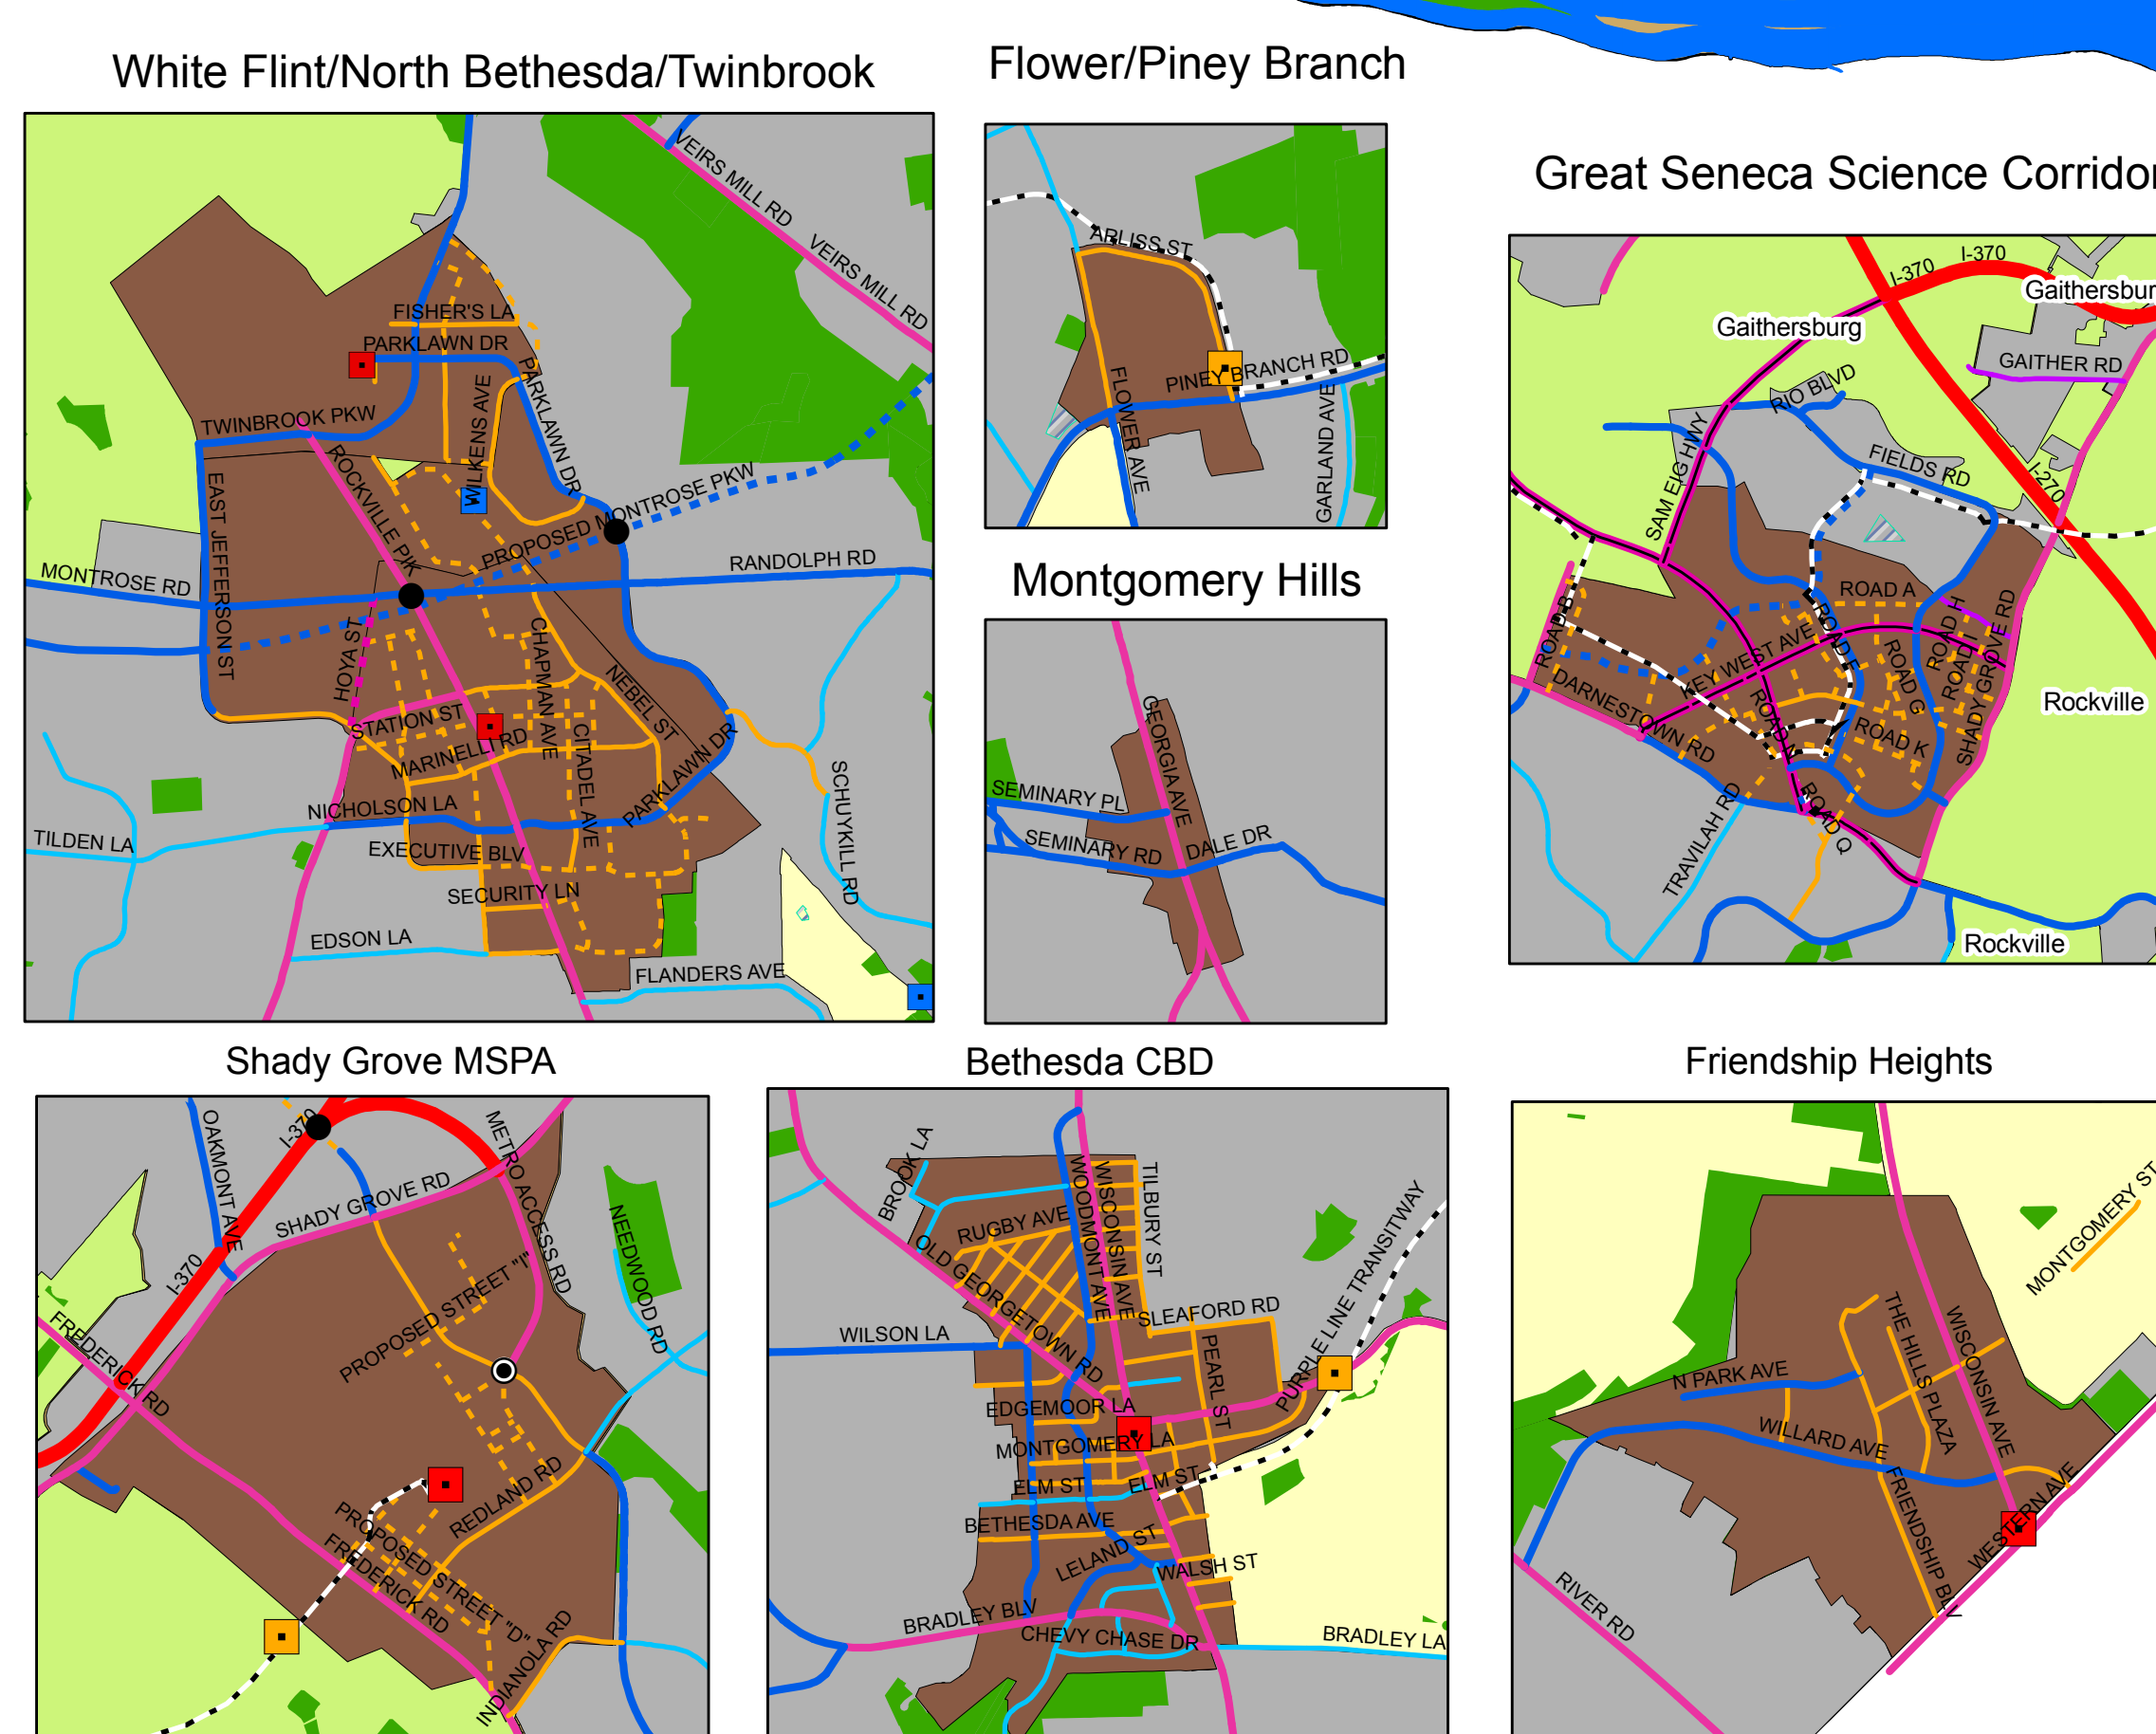 White Flint/North Bethesda/Twinbrook
Flower/Piney Branch
Great Seneca Science Corridor
VEIRS MILL RD
VEIRS MILL RD
FISHER'S LA
PARKLAWN DR
PARKLAWN DR
WILKENS AVE
TWINBROOK PKW
ROCKVILLE PIK
EAST JEFFERSON ST
PROPOSED MONTROSE PKW
MONTROSE RD
RANDOLPH RD
HOYA ST
CHAPMAN AVE
NEBEL ST
STATION ST
MARINELLI RD
CITADEL AVE
PARKLAWN DR
NICHOLSON LA
TILDEN LA
EXECUTIVE BLV
SCHUYKILL RD
SECURITY LN
EDSON LA
FLANDERS AVE
ARLISS ST
PINEY BRANCH RD
FLOWER AVE
GARLAND AVE
Montgomery Hills
GEORGIA AVE
SEMINARY PL
SEMINARY RD
DALE DR
I-370
I-370
Gaithersbur
Gaithersburg
GAITHER RD
RIO BLVD
SAM EIG HWY
FIELDS RD
I-270
ROAD A
ROAD B
ROAD F
ROAD H
ROAD I
KEY WEST AVE
ROAD G
SHADY GROVE RD
DARNESTOWN RD
ROAD K
Rockville
TRAVILAH RD
ROAD Q
Rockville
Shady Grove MSPA
Bethesda CBD
Friendship Heights
OAKMONT AVE
I-370
METRO ACCESS RD
SHADY GROVE RD
NEEDWOOD RD
I-370
PROPOSED STREET "I"
FREDERICK RD
REDLAND RD
PROPOSED STREET "D"
FREDERICK RD
INDIANOLA RD
BROOK LA
WOODMONT AVE
WISCONSIN AVE
TILBURY ST
RUGBY AVE
OLD GEORGETOWN RD
SLEAFORD RD
PURPLE LINE TRANSITWAY
WILSON LA
PEARL ST
EDGEMOOR LA
MONTGOMERY LA
ELM ST
ELM ST
BETHESDA AVE
LELAND ST
WALSH ST
BRADLEY BLV
CHEVY CHASE DR
BRADLEY LA
MONTGOMERY ST
THE HILLS PLAZA
WISCONSIN AVE
N PARK AVE
WILLARD AVE
FRIENDSHIP BLV
WESTERN AVE
RIVER RD